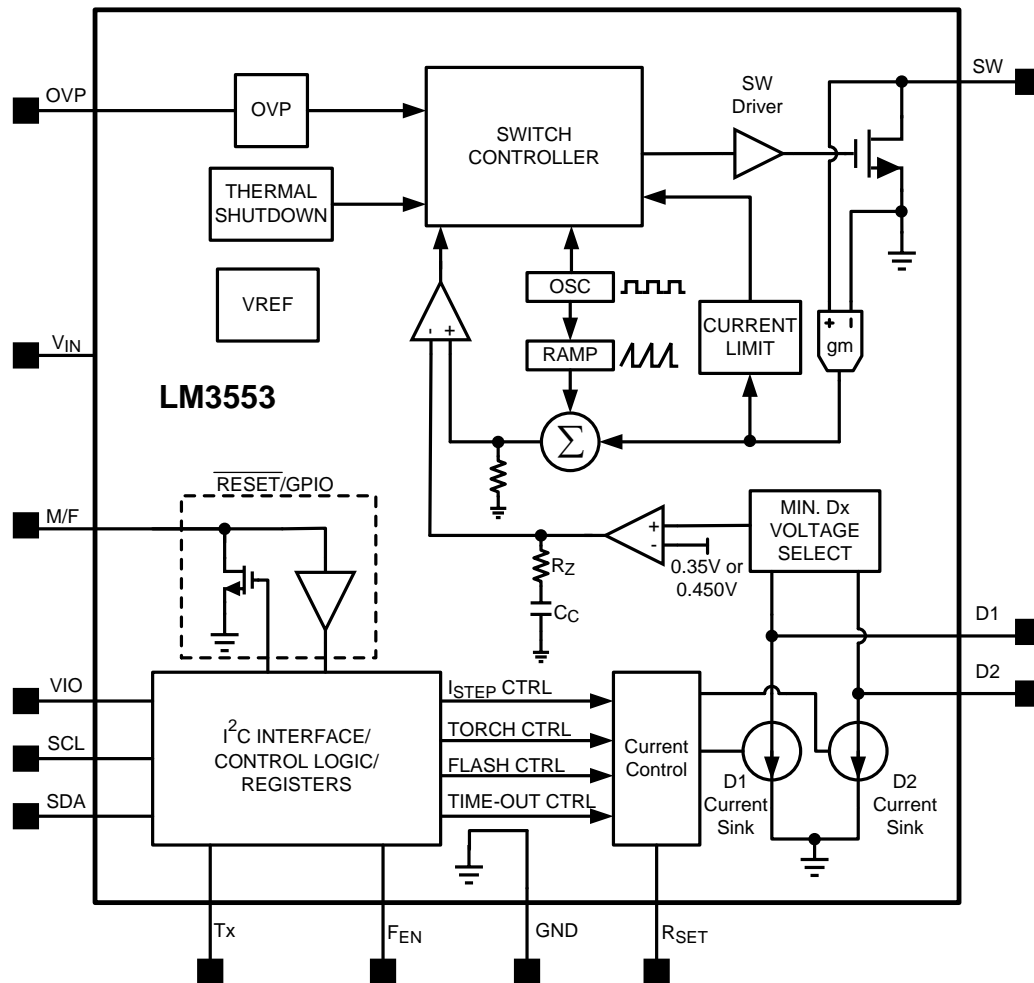 SW
OVP
OVP
SW
Driver
SWITCH
CONTROLLER
THERMAL
SHUTDOWN
VREF
OSC
CURRENT
LIMIT
+ -
gm
- +
RAMP
VIN
LM3553
Σ
RESET/GPIO
M/F
MIN. Dx
VOLTAGE
SELECT
+
-
0.35V or
0.450V
RZ
CC
D1
D2
VIO
SCL
SDA
I2C INTERFACE/
CONTROL LOGIC/
REGISTERS
ISTEP CTRL
TORCH CTRL
FLASH CTRL
TIME-OUT CTRL
Current
Control
D1
Current
Sink
D2
Current
Sink
Tx
FEN
GND
RSET